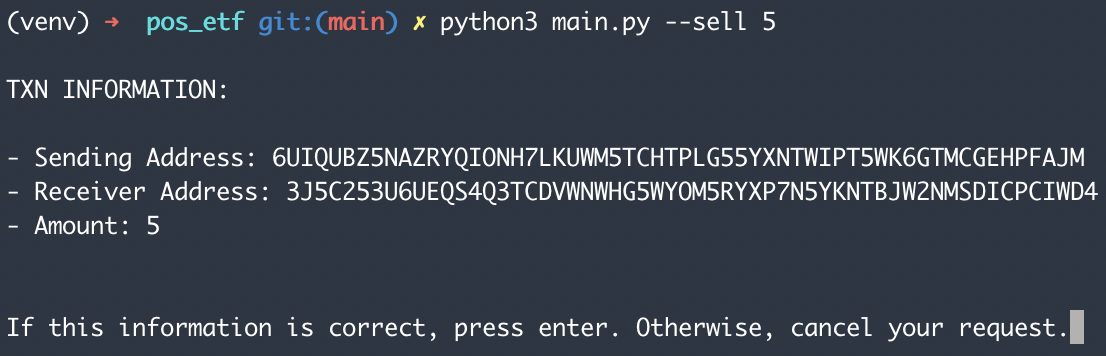 (venv) ➜ pos_etf git:(main) ✗ python3 main.py --sell 5
TXN INFORMATION:
- Sending Address: 6UIQUBZ5NAZRYQIONH7LKUWM5TCHTPLG55YXNTWIPT5WK6GTMCGEHPFAJM
- Receiver Address: 3J5C253U6UEQS4Q3TCDVWNWHG5WYOM5RYXP7N5YKNTBJW2NMSDICPCIWD4
- Amount: 5
If this information is correct, press enter. Otherwise, cancel your request.